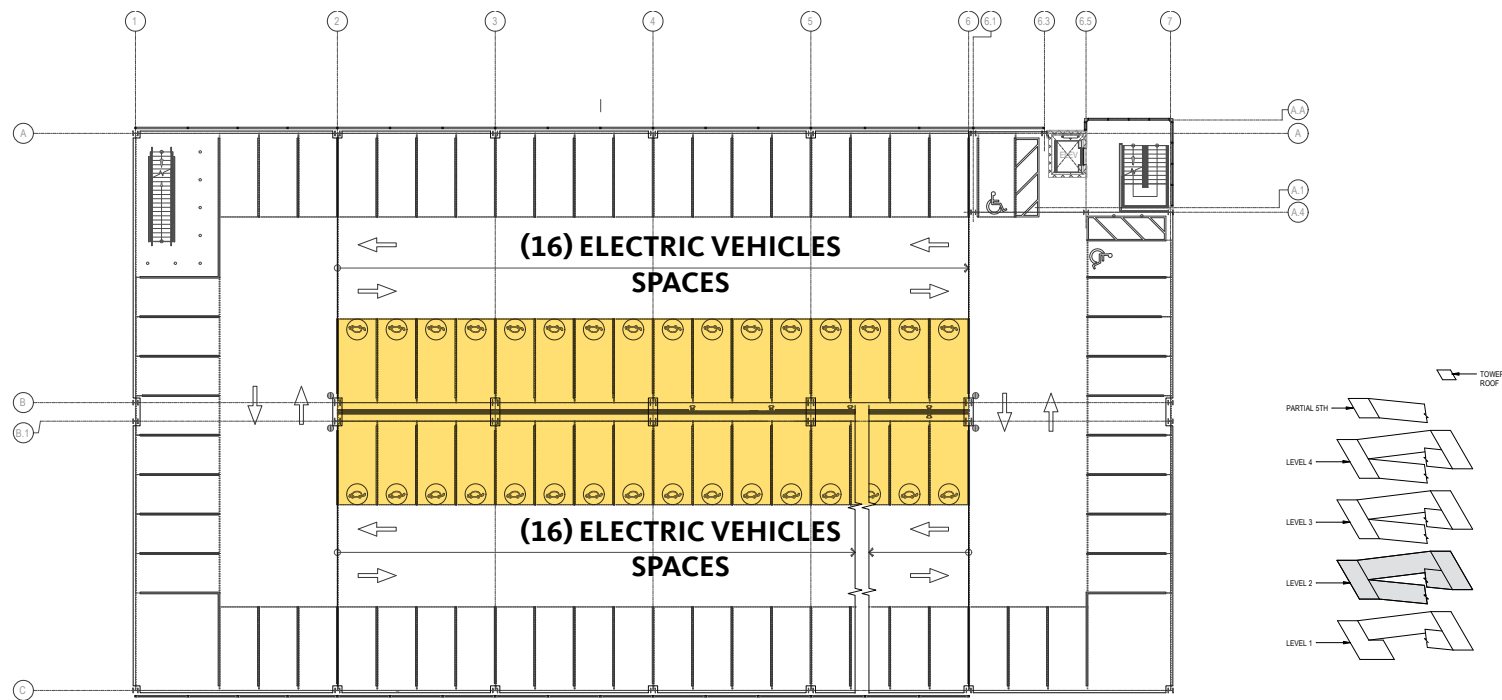 1
2
3
4
5
6
6.1
6.3
6.5
7
A
A.A
A
ELEV
A.1
A.4
(16) ELECTRIC VEHICLES
SPACES
B
B.1
(16) ELECTRIC VEHICLES
SPACES
C
TOWER
ROOF
PARTIAL 5TH
LEVEL 4
LEVEL 3
LEVEL 2
LEVEL 1